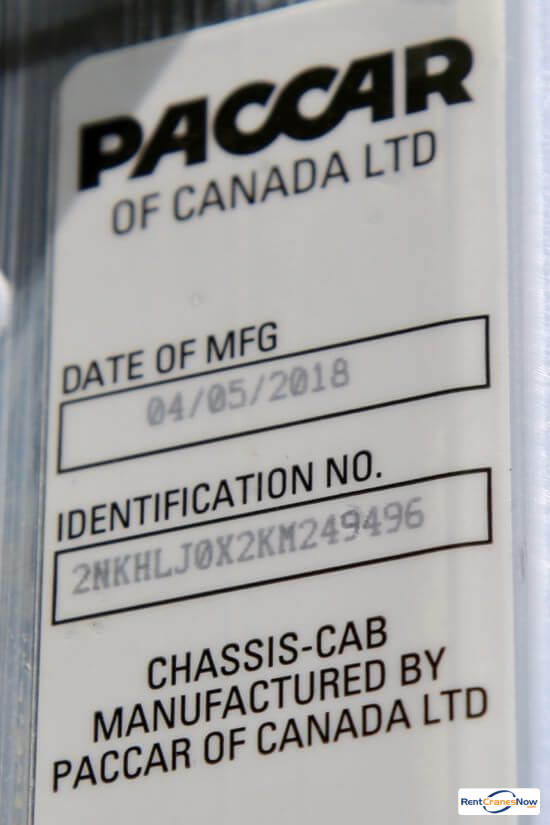 PACCAR
OF CANADA LTD
DATE OF MFG
04/05/2018
IDENTIFICATION NO.
2NKHLJ0X2KM249496
CHASSIS-CAB
MANUFACTURED BY
PACCAR OF CANADA LTD
RentCranesNow